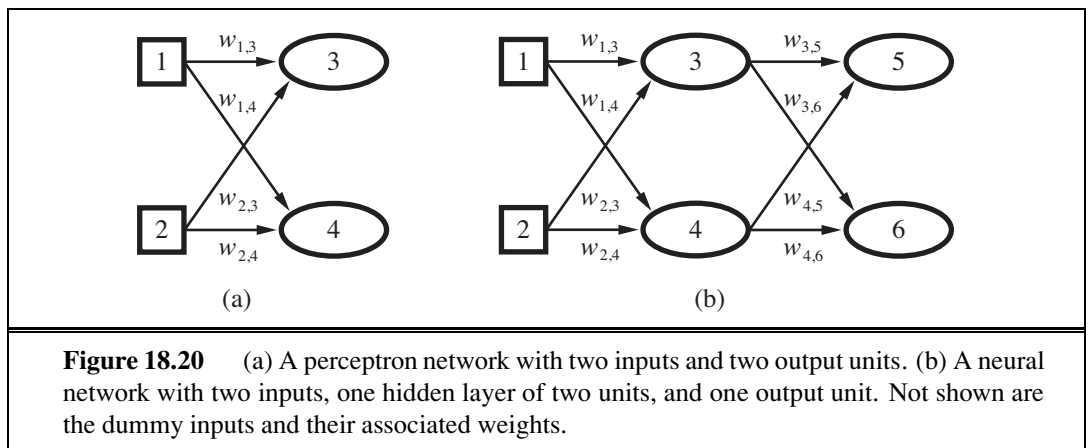 1 w1,3 3 1 w1,3 3 w3,5 5
w1,4 w1,4 w3,6
w2,3 w2,3 w4,5
2 w2,4 4 2 w2,4 4 w4,6 6
(a) (b)
Figure 18.20 (a) A perceptron network with two inputs and two output units. (b) A neural
network with two inputs, one hidden layer of two units, and one output unit. Not shown are
the dummy inputs and their associated weights.